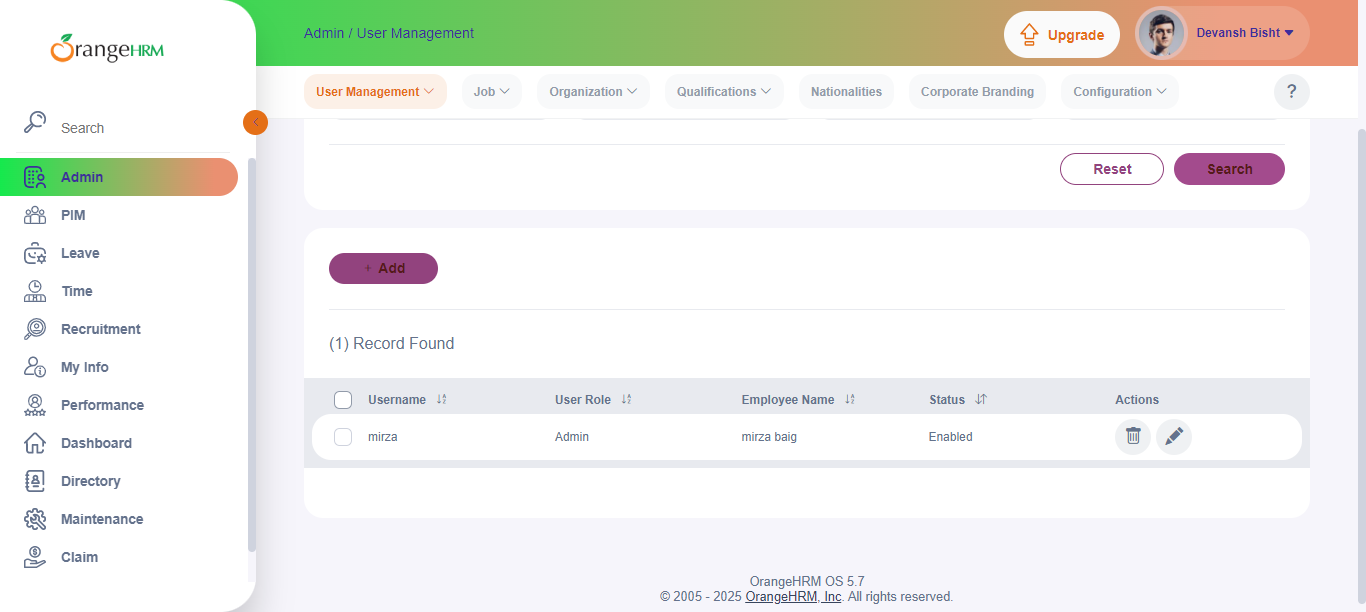 OrangeHRM
Admin / User Management
Upgrade
Devansh Bisht
User Management
Job
Organization
Qualifications
Nationalities
Corporate Branding
Configuration
?
Search
Admin
PIM
Leave
Time
Recruitment
My Info
Performance
Dashboard
Directory
Maintenance
Claim
Reset
Search
+ Add
(1) Record Found
Username User Role Employee Name Status Actions
mirza Admin mirza baig Enabled
OrangeHRM OS 5.7
© 2005 - 2025 OrangeHRM, Inc. All rights reserved.